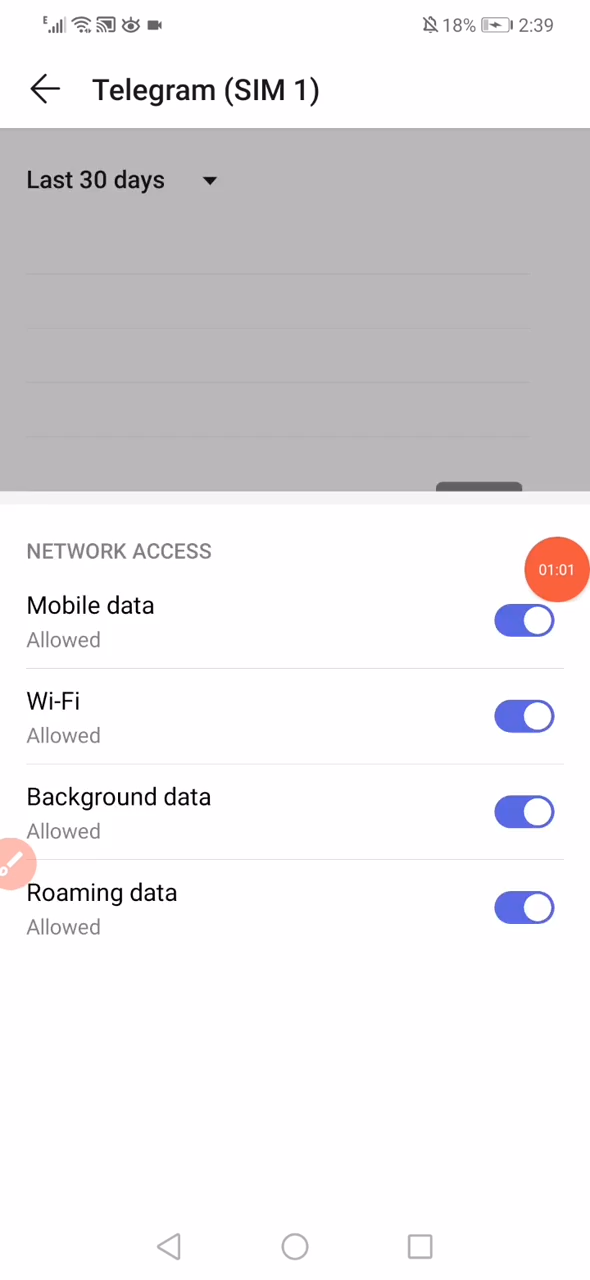 E 18% 2:39
Telegram (SIM 1)
Last 30 days
NETWORK ACCESS
01:01
Mobile data
Allowed
Wi-Fi
Allowed
Background data
Allowed
Roaming data
Allowed